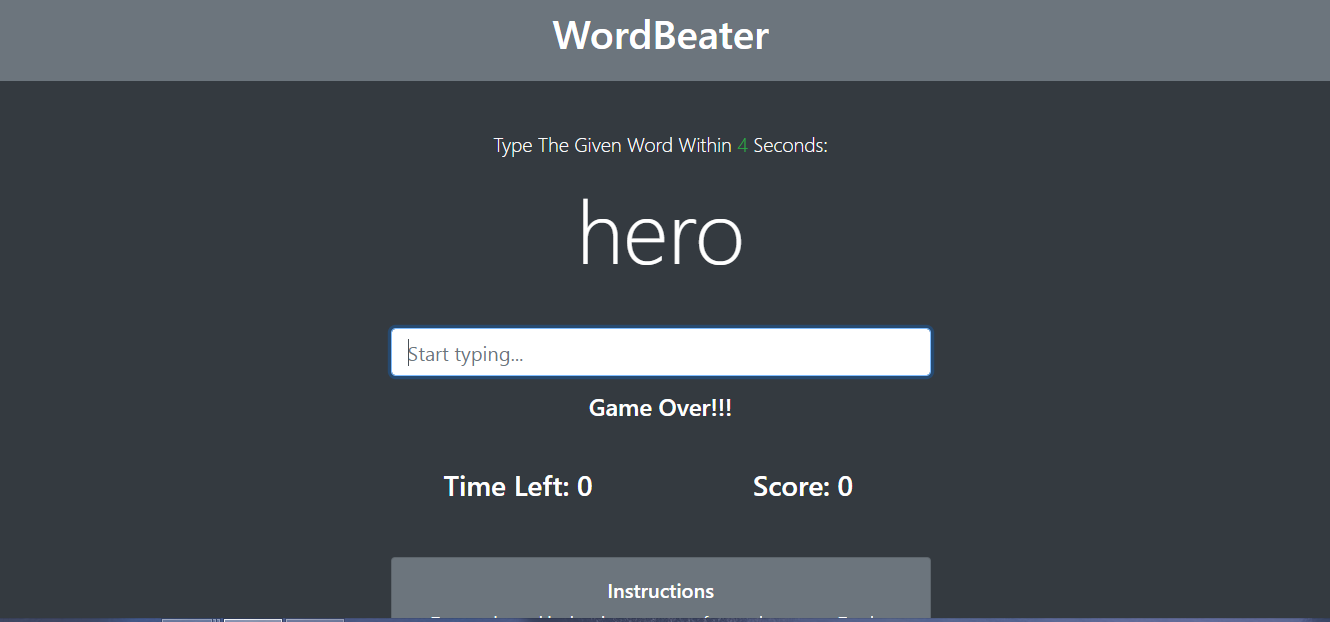 WordBeater
Type The Given Word Within 4 Seconds:
hero
Start typing...
Game Over!!!
Time Left: 0 Score: 0
Instructions